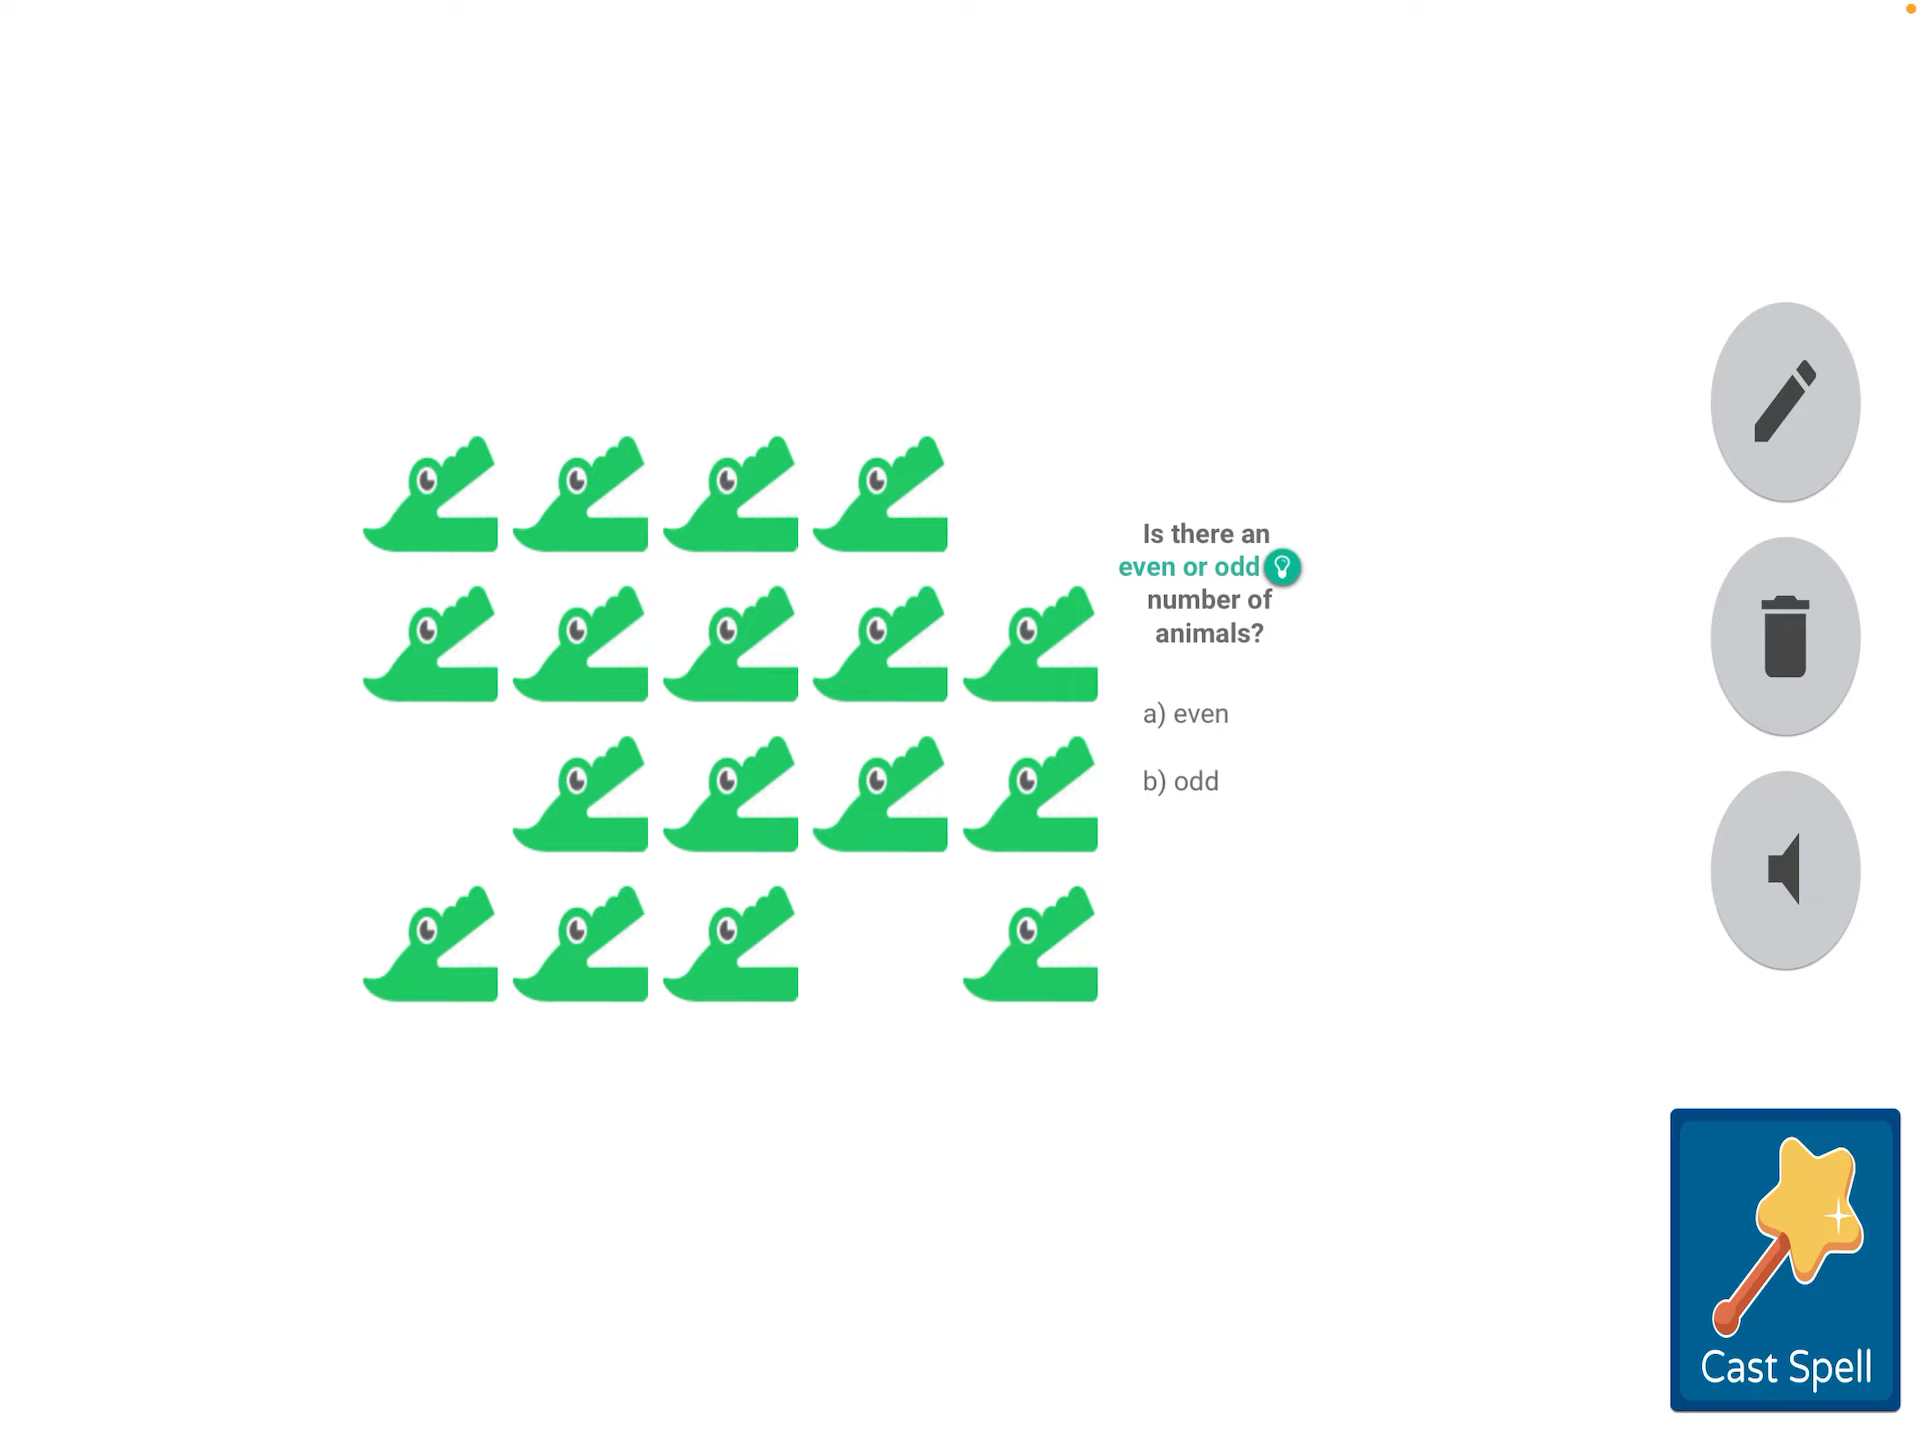 Is there an
even or odd
number of
animals?
a) even
b) odd
Cast Spell